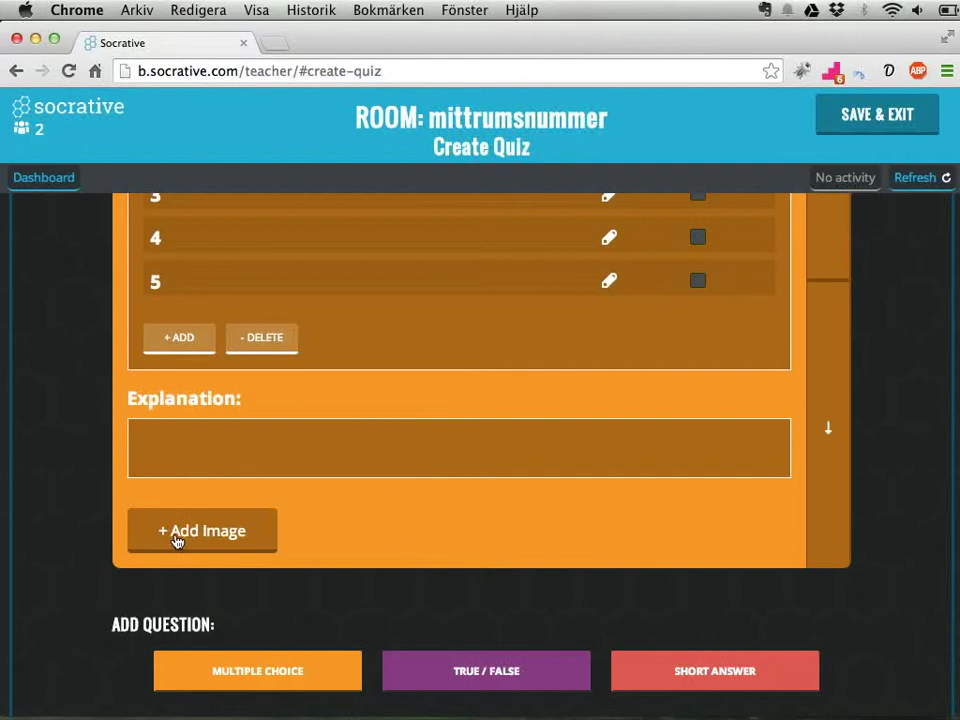 Chrome Arkiv Redigera Visa Historik Bokmärken Fönster Hjälp
Socrative
b.socrative.com/teacher/#create-quiz
D ABP
6
socrative
2
ROOM: mittrumsnummer
Create Quiz
SAVE & EXIT
Dashboard
No activity
Refresh
3
4
5
+ ADD
- DELETE
Explanation:
+ Add Image
ADD QUESTION:
MULTIPLE CHOICE
TRUE / FALSE
SHORT ANSWER